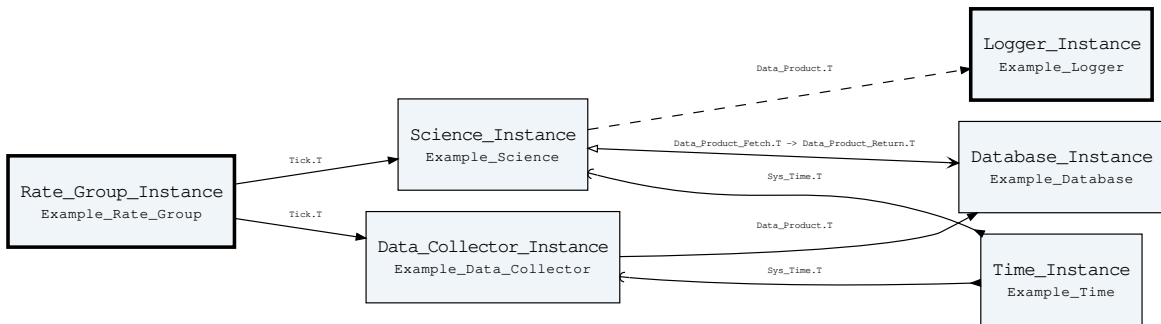 Logger_Instance
Example_Logger
Data_Product.T
Science_Instance
Example_Science
Data_Product_Fetch.T -> Data_Product_Return.T
Database_Instance
Example_Database
Tick.T
Sys_Time.T
Rate_Group_Instance
Example_Rate_Group
Tick.T
Data_Collector_Instance
Example_Data_Collector
Data_Product.T
Sys_Time.T
Time_Instance
Example_Time